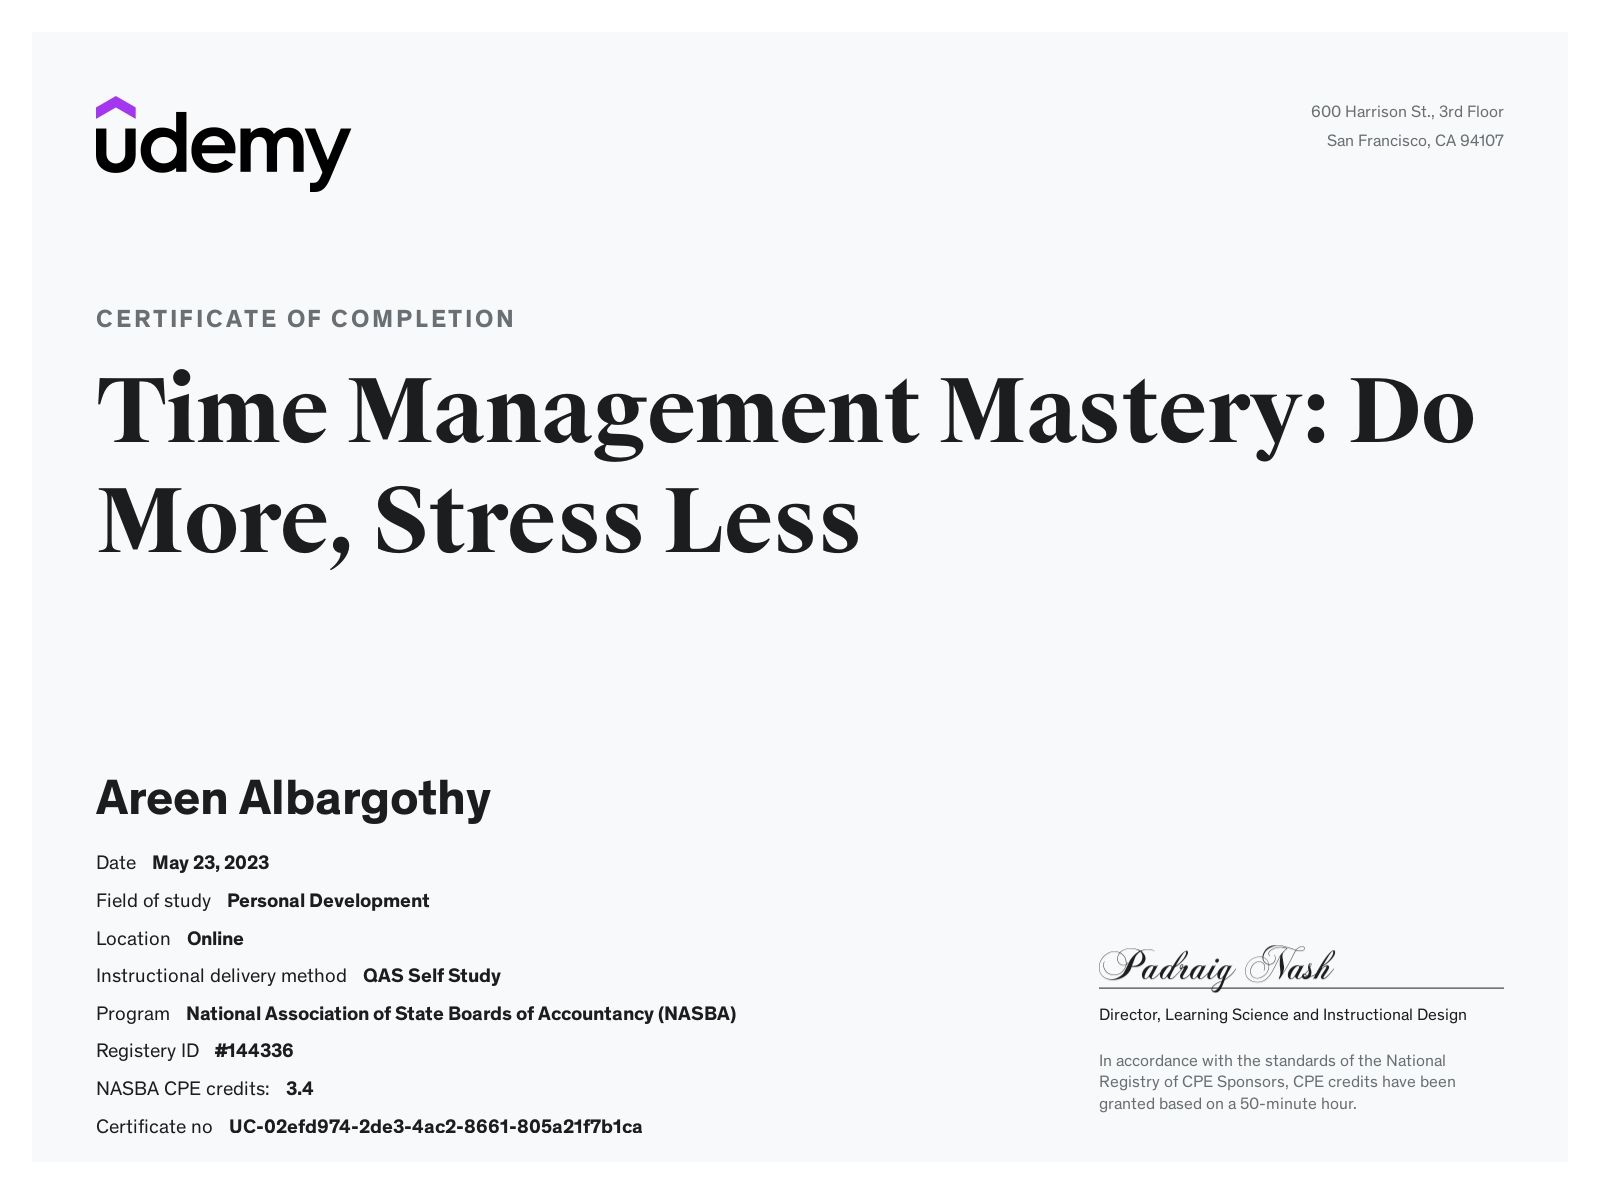 udemy
600 Harrison St., 3rd Floor
San Francisco, CA 94107
CERTIFICATE OF COMPLETION
Time Management Mastery: Do
More, Stress Less
Areen Albargothy
Date May 23, 2023
Field of study Personal Development
Location Online
Instructional delivery method QAS Self Study
Program National Association of State Boards of Accountancy (NASBA)
Registery ID #144336
NASBA CPE credits: 3.4
Certificate no UC-02efd974-2de3-4ac2-8661-805a21f7b1ca
Padraig Nash
Director, Learning Science and Instructional Design
In accordance with the standards of the National
Registry of CPE Sponsors, CPE credits have been
granted based on a 50-minute hour.